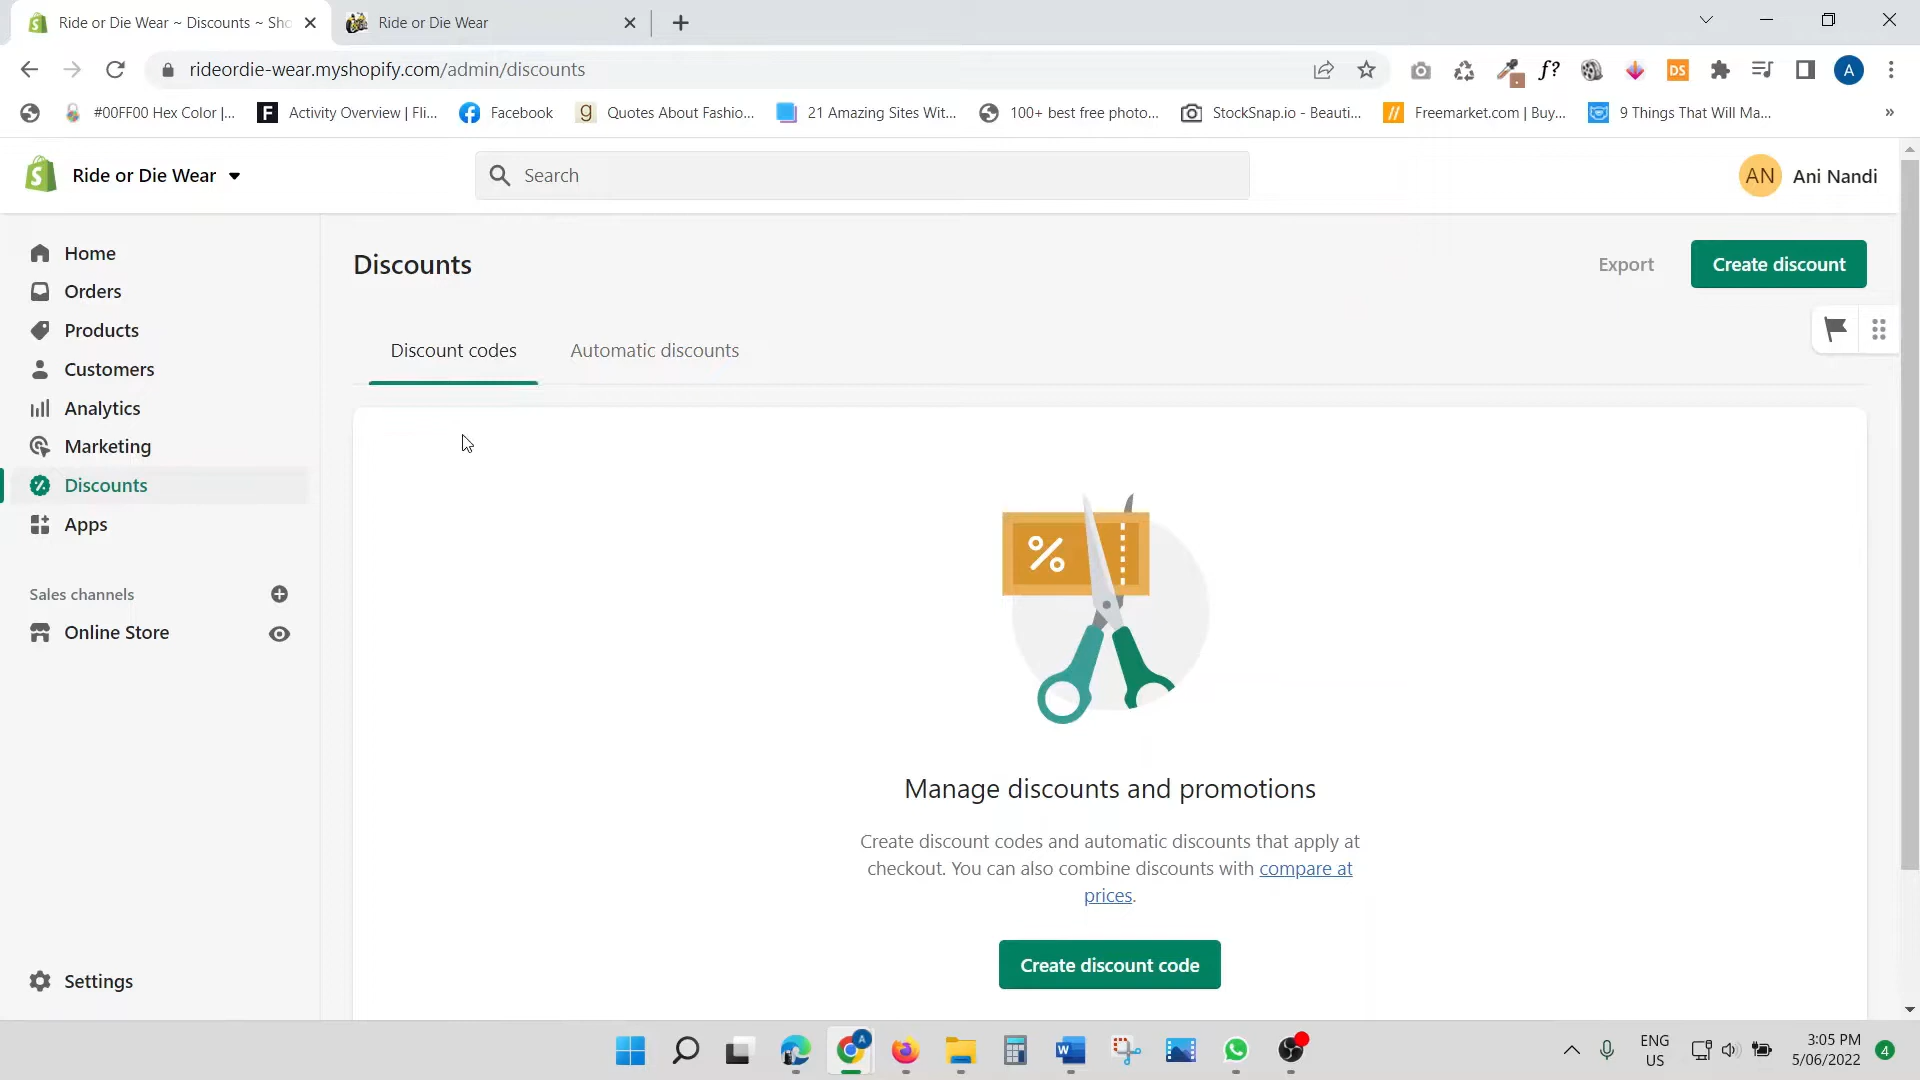 Ride or Die Wear ~ Discounts ~ Sho
Ride or Die Wear
rideordie-wear.myshopify.com/admin/discounts
f?
DS
A
#00FF00 Hex Color |...
F
Activity Overview | Fli...
Facebook
g
Quotes About Fashio...
21 Amazing Sites Wit...
100+ best free photo...
StockSnap.io - Beauti...
Freemarket.com | Buy...
9 Things That Will Ma...
»
Ride or Die Wear
Search
AN
Ani Nandi
Home
Orders
Products
Customers
Analytics
Marketing
Discounts
Apps
Sales channels
Online Store
Settings
Discounts
Export
Create discount
Discount codes
Automatic discounts
%
Manage discounts and promotions
Create discount codes and automatic discounts that apply at
checkout. You can also combine discounts with compare at
prices.
Create discount code
A
W
ENG
US
3:05 PM
5/06/2022
4